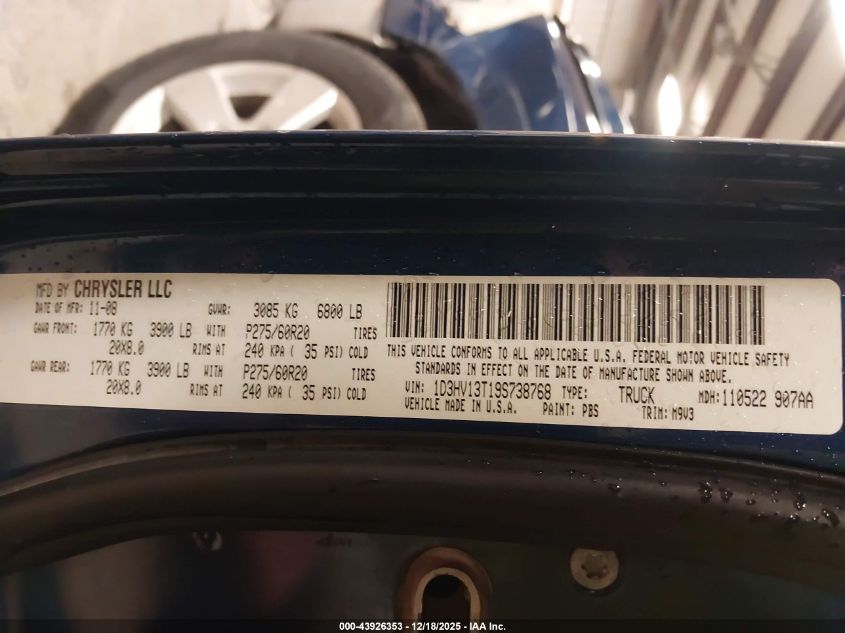 MFD BY CHRYSLER LLC
DATE OF MFR: 11-08 GVWR: 3085 KG 6800 LB
GAWR FRONT: 1770 KG 3900 LB WITH P275/60R20 TIRES
20X8.0 RIMS AT 240 KPA ( 35 PSI) COLD
GAWR REAR: 1770 KG 3900 LB WITH P275/60R20 TIRES
20X8.0 RIMS AT 240 KPA ( 35 PSI) COLD
THIS VEHICLE CONFORMS TO ALL APPLICABLE U.S.A. FEDERAL MOTOR VEHICLE SAFETY
STANDARDS IN EFFECT ON THE DATE OF MANUFACTURE SHOWN ABOVE.
VIN: 1D3HV13T19S738768 TYPE: TRUCK MDH: 110522 907AA
VEHICLE MADE IN U.S.A. PAINT: PBS TRIM: M9V3
000-43926353 — 12/18/2025 — IAA Inc.